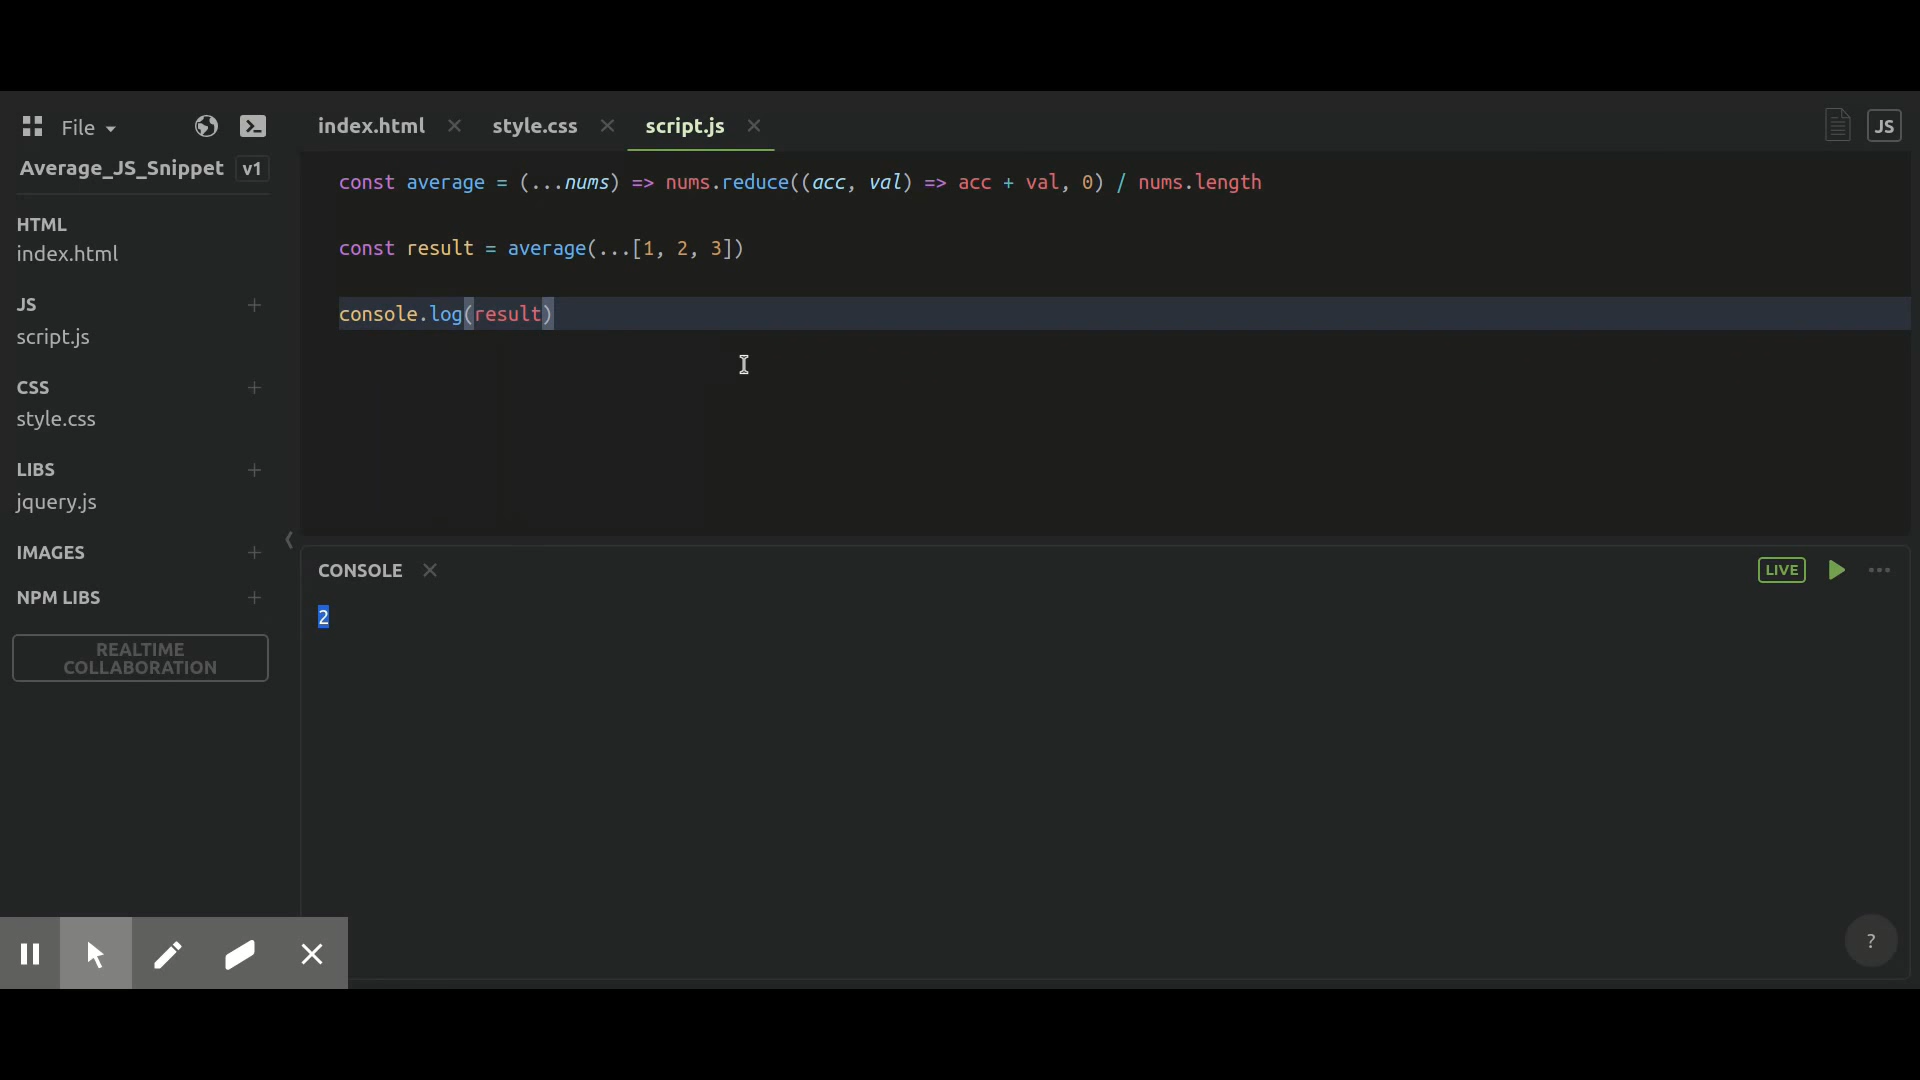 File
index.html
style.css
script.js
JS
Average_JS_Snippet v1
HTML
index.html
JS
script.js
CSS
style.css
LIBS
jquery.js
IMAGES
NPM LIBS
REALTIME
COLLABORATION
const average = (...nums) => nums.reduce((acc, val) => acc + val, 0) / nums.length
const result = average(...[1, 2, 3])
console.log(result)
CONSOLE
LIVE
2
?